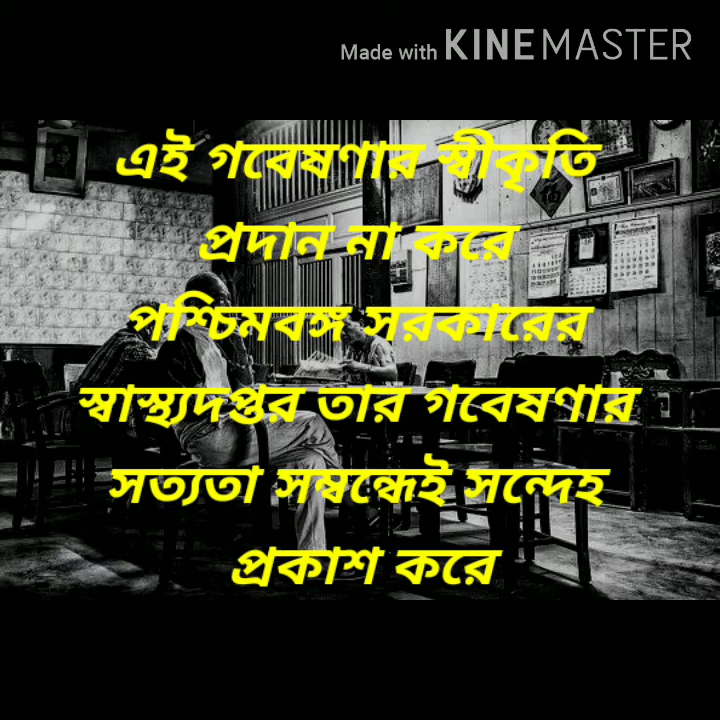 Made with KINEMASTER
এই গবেষণার স্বীকৃতি
প্রদান না করে
পশ্চিমবঙ্গ সরকারের
স্বাস্থ্যদপ্তর তার গবেষণার
সত্যতা সম্বন্ধেই সন্দেহ
প্রকাশ করে